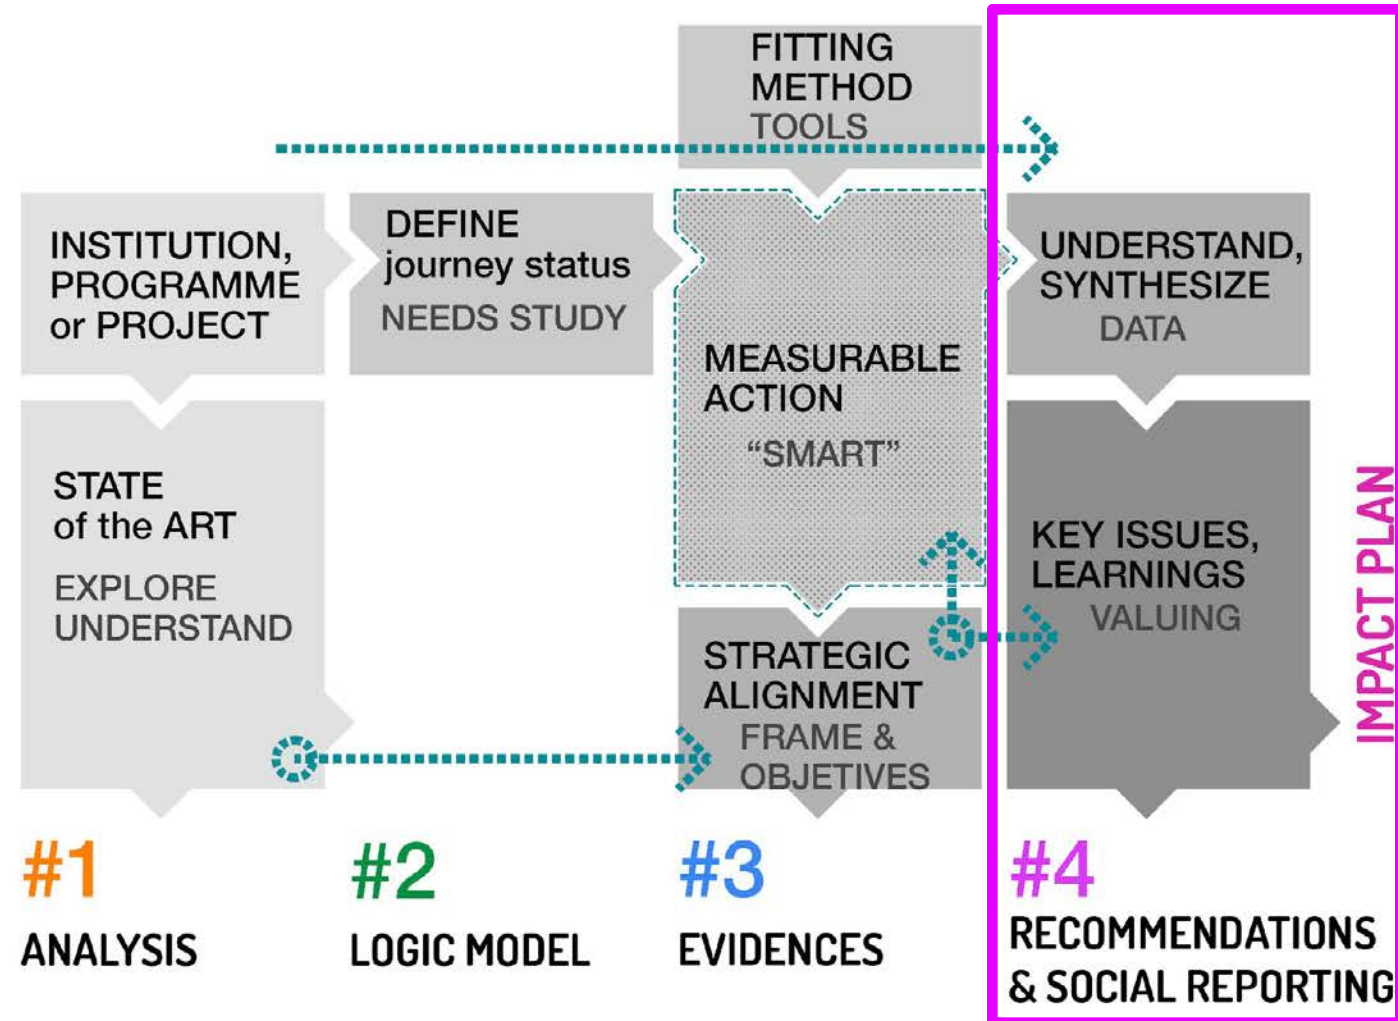 FITTING
METHOD
TOOLS
INSTITUTION,
PROGRAMME
or PROJECT
DEFINE
journey status
NEEDS STUDY
UNDERSTAND,
SYNTHESIZE
DATA
MEASURABLE
ACTION
“SMART”
STATE
of the ART
EXPLORE
UNDERSTAND
KEY ISSUES,
LEARNINGS
VALUING
IMPACT PLAN
STRATEGIC
ALIGNMENT
FRAME &
OBJETIVES
#1
ANALYSIS
#2
LOGIC MODEL
#3
EVIDENCES
#4
RECOMMENDATIONS
& SOCIAL REPORTING